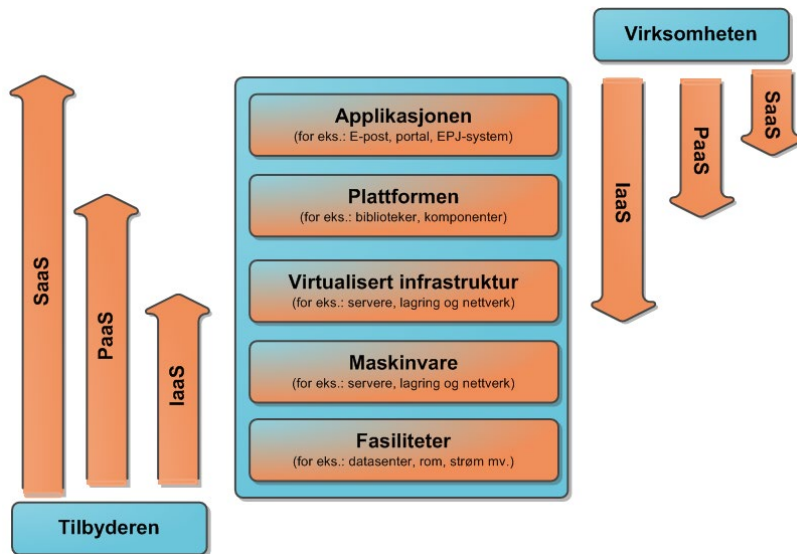 Virksomheten
Applikasjonen
(for eks.: E-post, portal, EPJ-system)
Plattformen
(for eks.: biblioteker, komponenter)
Virtualisert infrastruktur
(for eks.: servere, lagring og nettverk)
Maskinvare
(for eks.: servere, lagring og nettverk)
Fasiliteter
(for eks.: datasenter, rom, strøm mv.)
SaaS
PaaS
IaaS
IaaS
PaaS
SaaS
Tilbyderen